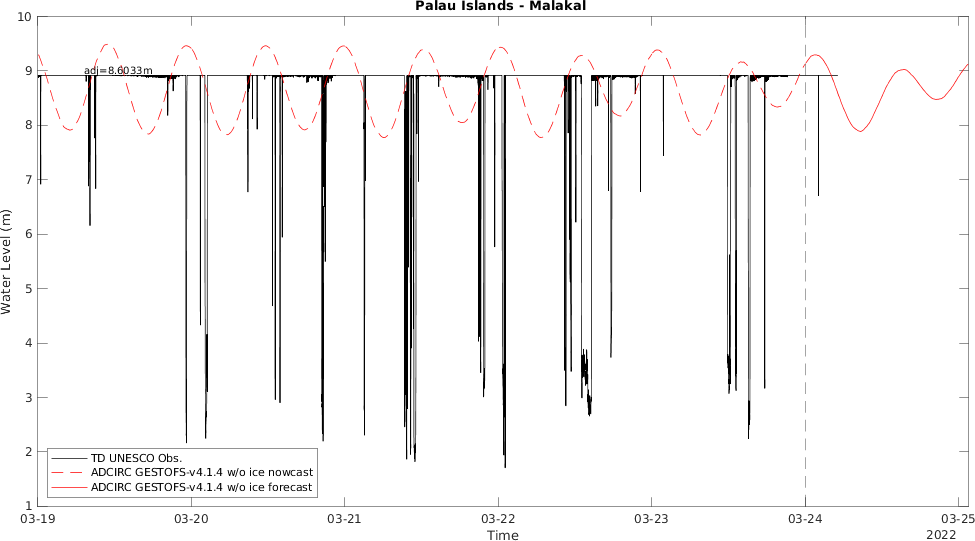 Palau Islands - Malakal
10
9
8
7
6
5
4
3
2
1
Water Level (m)
adj=8.6033m
TD UNESCO Obs.
ADCIRC GESTOFS-v4.1.4 w/o ice nowcast
ADCIRC GESTOFS-v4.1.4 w/o ice forecast
03-19
03-20
03-21
03-22
03-23
03-24
03-25
Time
2022